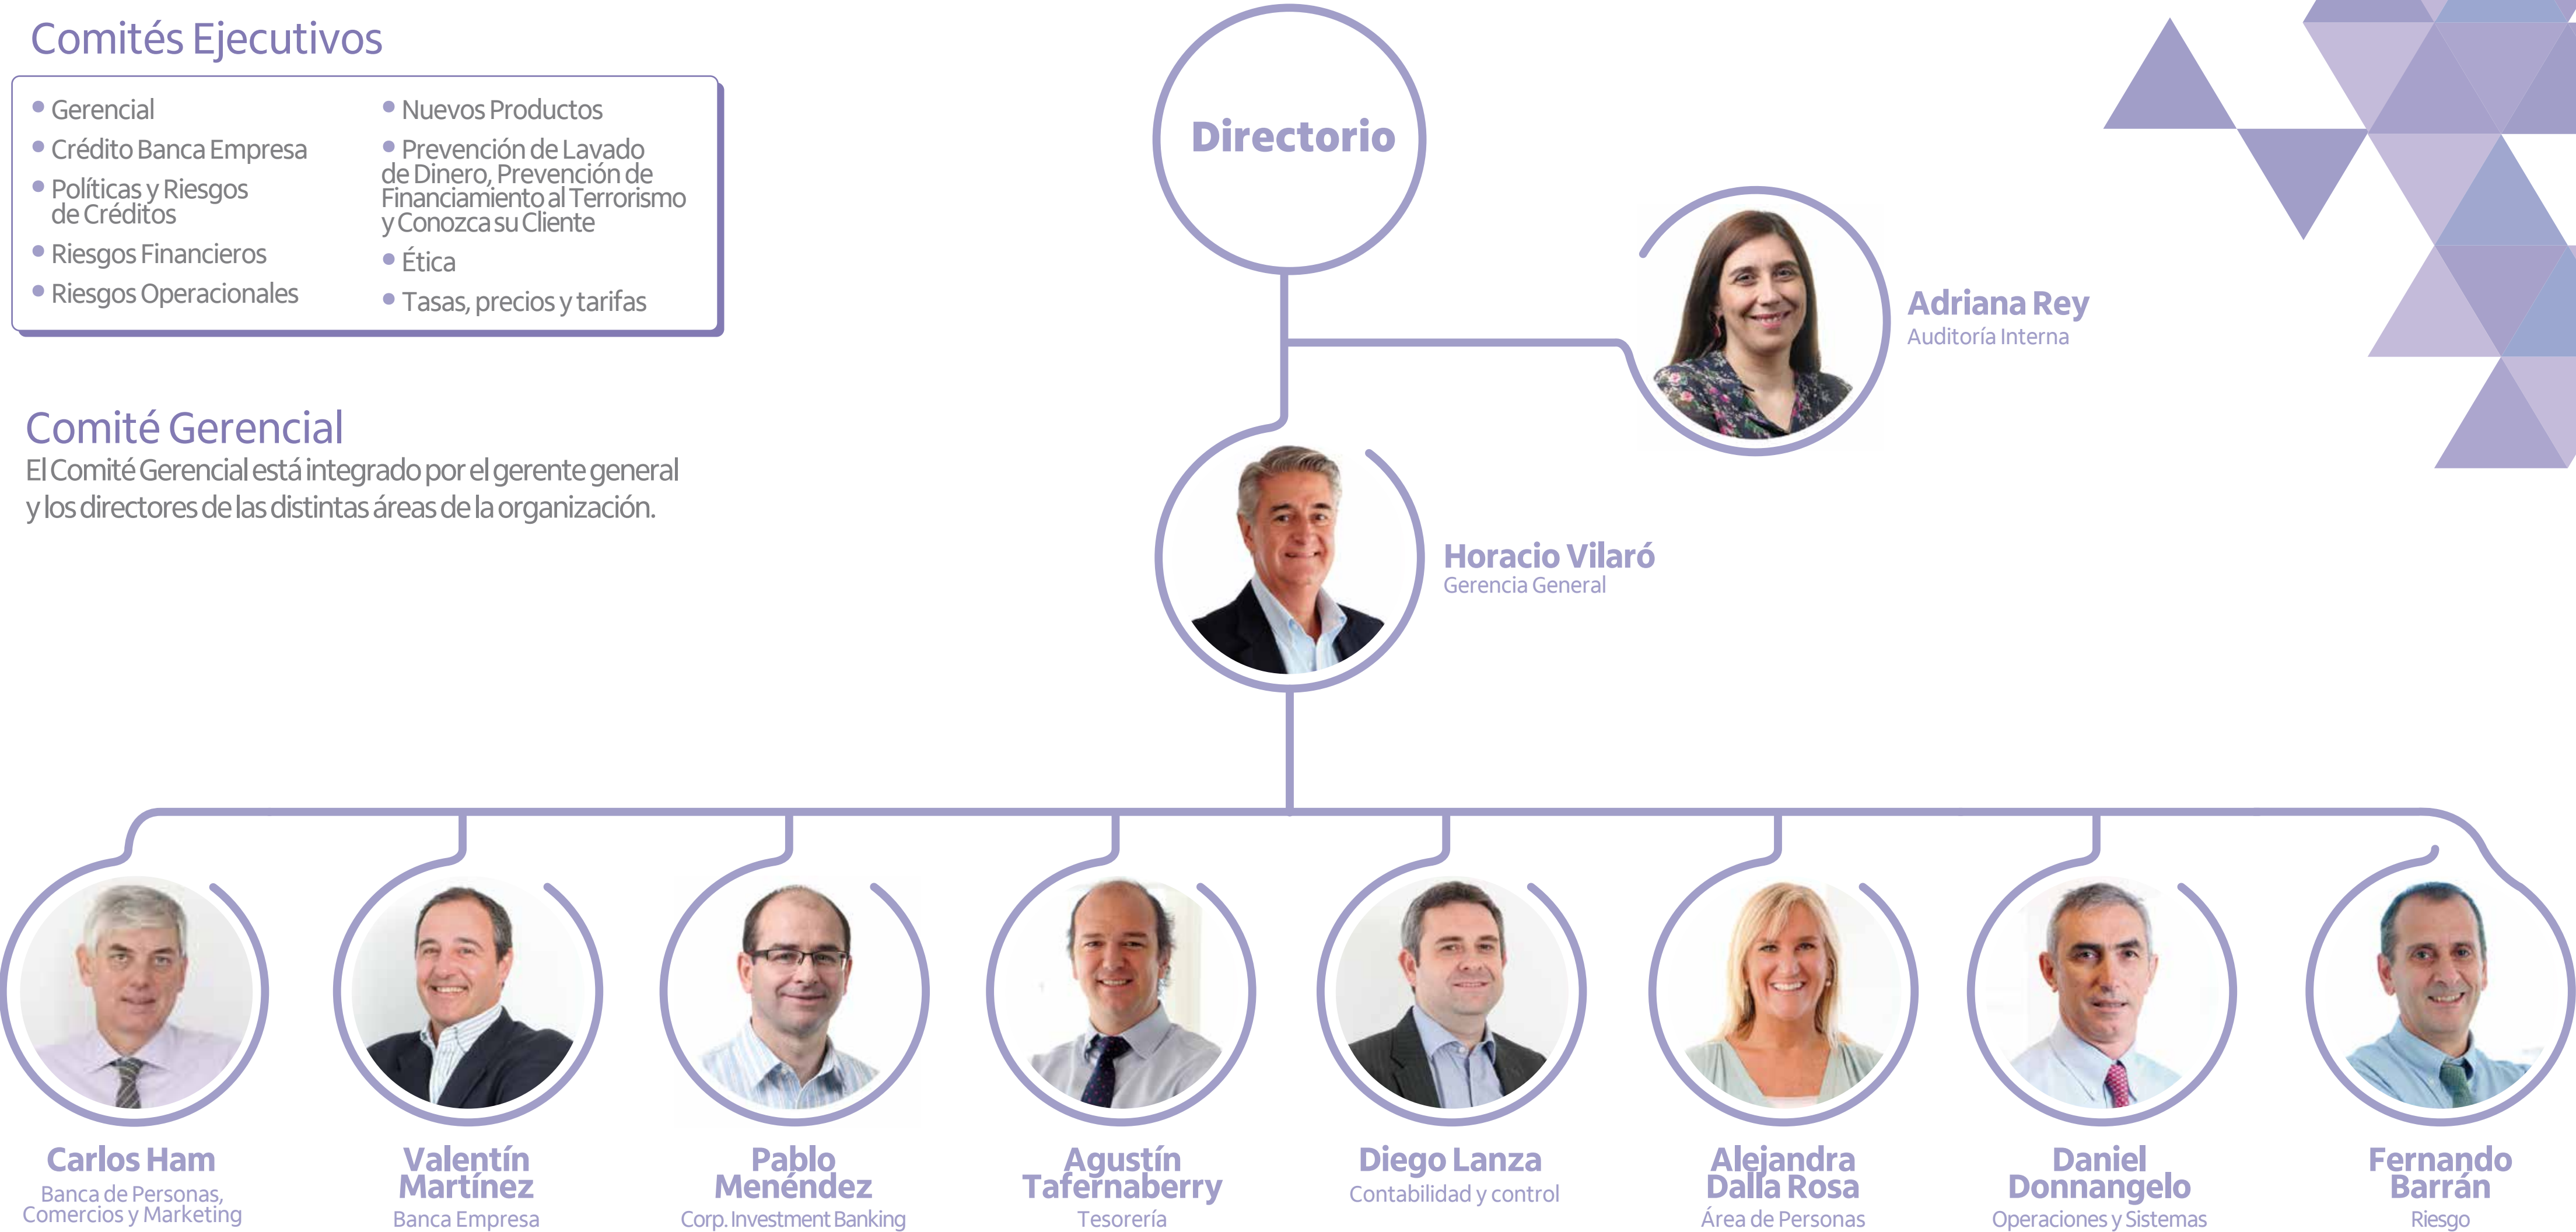 Comités Ejecutivos
• Gerencial
• Crédito Banca Empresa
• Políticas y Riesgos
de Créditos
• Riesgos Financieros
• Riesgos Operacionales
• Nuevos Productos
• Prevención de Lavado
de Dinero, Prevención de
Financiamiento al Terrorismo
y Conozca su Cliente
• Ética
• Tasas, precios y tarifas
Comité Gerencial
El Comité Gerencial está integrado por el gerente general
y los directores de las distintas áreas de la organización.
Directorio
Adriana Rey
Auditoría Interna
Horacio Vilaró
Gerencia General
Carlos Ham
Banca de Personas,
Comercios y Marketing
Valentín
Martínez
Banca Empresa
Pablo
Menéndez
Corp. Investment Banking
Agustín
Tafernaberry
Tesorería
Diego Lanza
Contabilidad y control
Alejandra
Dalla Rosa
Área de Personas
Daniel
Donnangelo
Operaciones y Sistemas
Fernando
Barrán
Riesgo